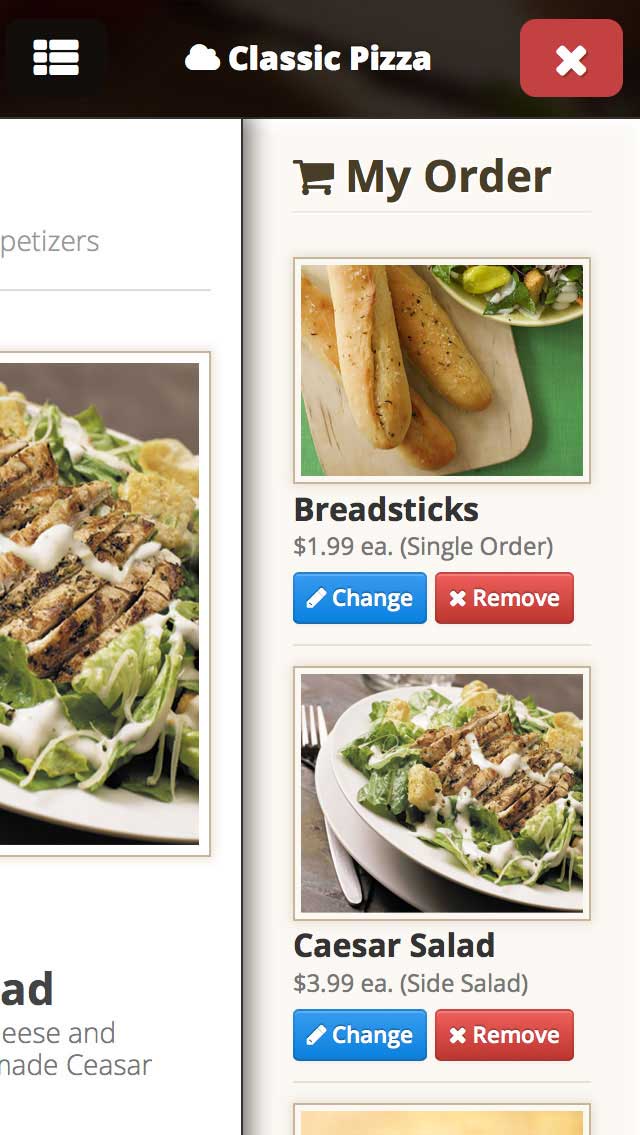 Classic Pizza
My Order
petizers
Breadsticks
$1.99 ea. (Single Order)
Change
Remove
Caesar Salad
$3.99 ea. (Side Salad)
Change
Remove
ad
eese and
made Ceasar